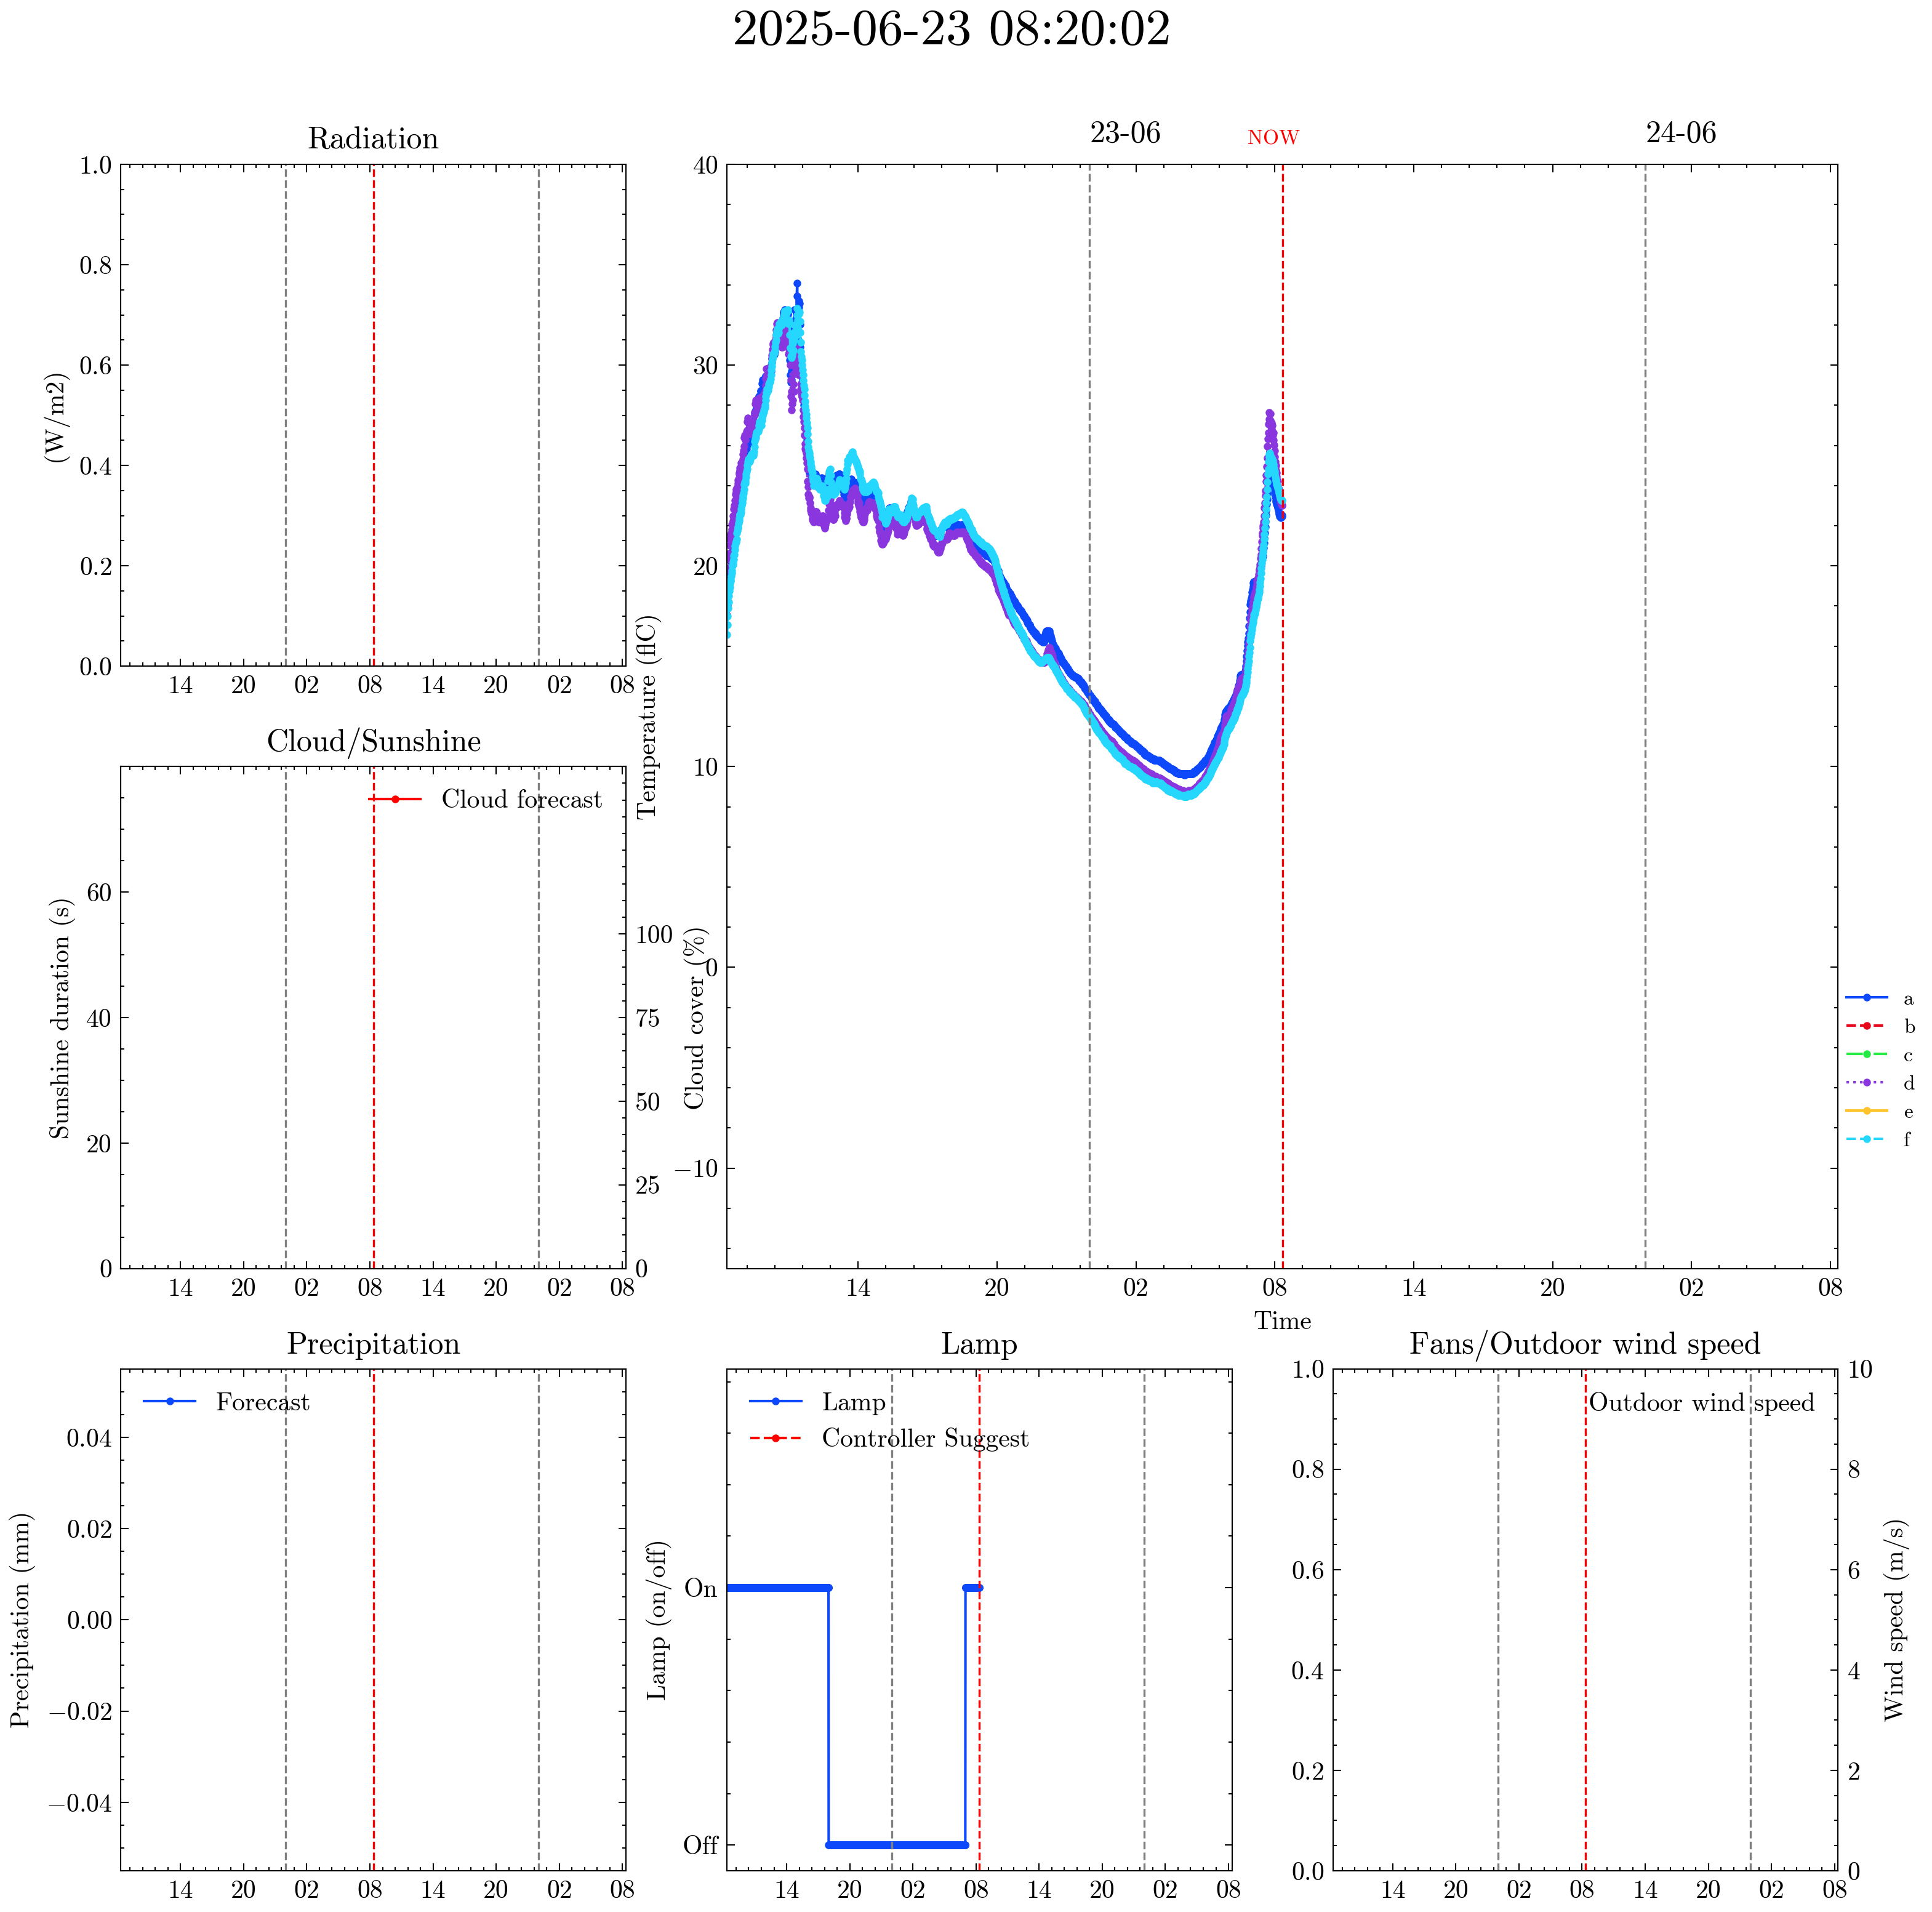 2025-06-23 08:20:02
Radiation
(W/m2)
1.0
0.8
0.6
0.4
0.2
0.0
14 20 02 08 14 20 02 08
23-06 NOW 24-06
Temperature (flC)
40
30
20
10
0
−10
14 20 02 08 14 20 02 08
Time
a
b
c
d
e
f
Cloud/Sunshine
Cloud forecast
Sunshine duration (s)
60
40
20
0
Cloud cover (%)
100
75
50
25
0
14 20 02 08 14 20 02 08
Precipitation
Forecast
Precipitation (mm)
0.04
0.02
0.00
−0.02
−0.04
14 20 02 08 14 20 02 08
Lamp
Lamp
Controller Suggest
Lamp (on/off)
On
Off
14 20 02 08 14 20 02 08
Fans/Outdoor wind speed
Outdoor wind speed
1.0
0.8
0.6
0.4
0.2
0.0
10
8
6
4
2
0
Wind speed (m/s)
14 20 02 08 14 20 02 08